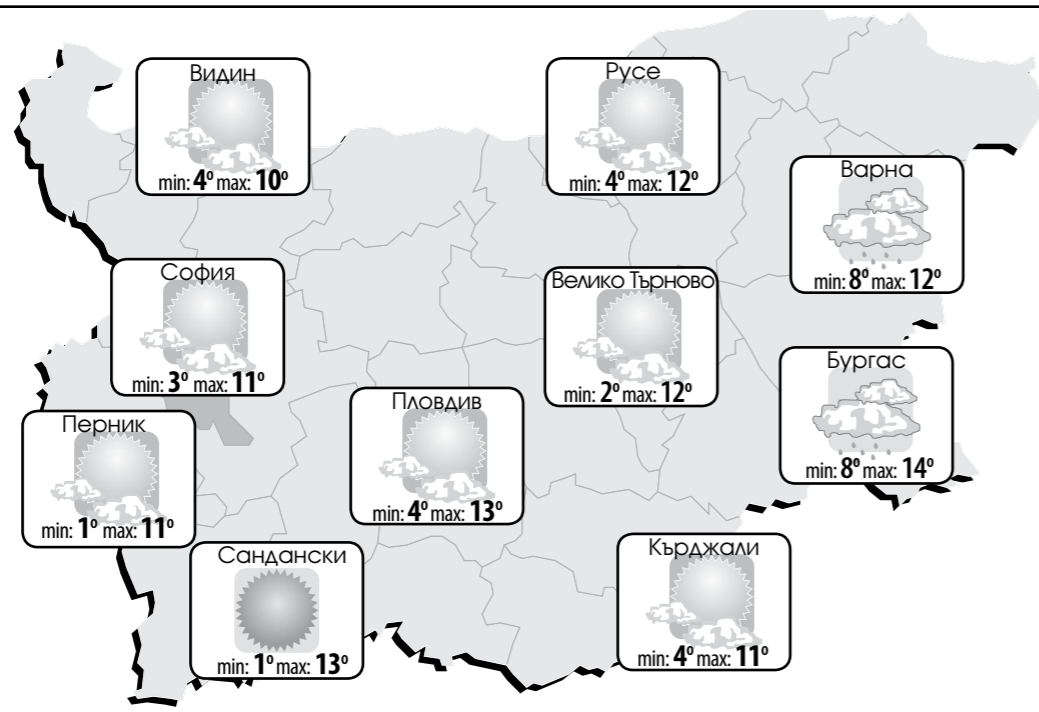 Видин
min: 4° max: 10°
Русе
min: 4° max: 12°
Варна
min: 8° max: 12°
София
min: 3° max: 11°
Велико Търново
min: 2° max: 12°
Бургас
min: 8° max: 14°
Пловдив
min: 4° max: 13°
Перник
min: 1° max: 11°
Сандански
min: 1° max: 13°
Кърджали
min: 4° max: 11°